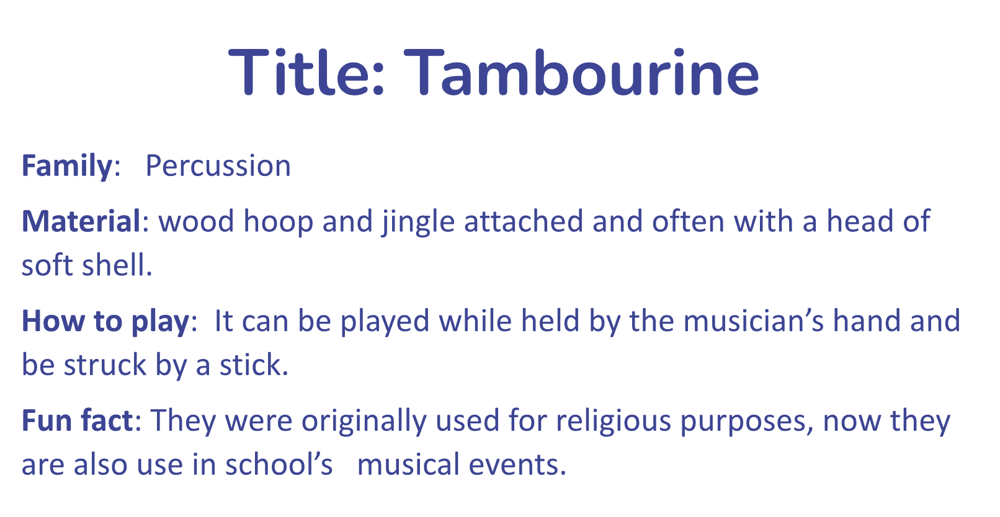 Title: Tambourine
Family:   Percussion
Material: wood hoop and jingle attached and often with a head of
soft shell.
How to play:  It can be played while held by the musician’s hand and
be struck by a stick.
Fun fact: They were originally used for religious purposes, now they
are also use in school’s   musical events.